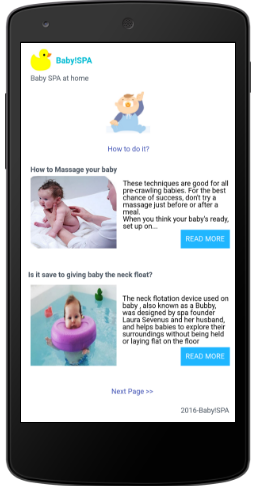 Baby!SPA
Baby SPA at home
How to do it?
How to Massage your baby
These techniques are good for all
pre-crawling babies. For the best
chance of success, don't try a
massage just before or after a
meal.
When you think your baby's ready,
set up on...
READ MORE
Is it save to giving baby the neck float?
The neck flotation device used on
baby , also known as a Bubby,
was designed by spa founder
Laura Sevenus and her husband,
and helps babies to explore their
surroundings without being held
or laying flat on the floor
READ MORE
Next Page >>
2016-Baby!SPA